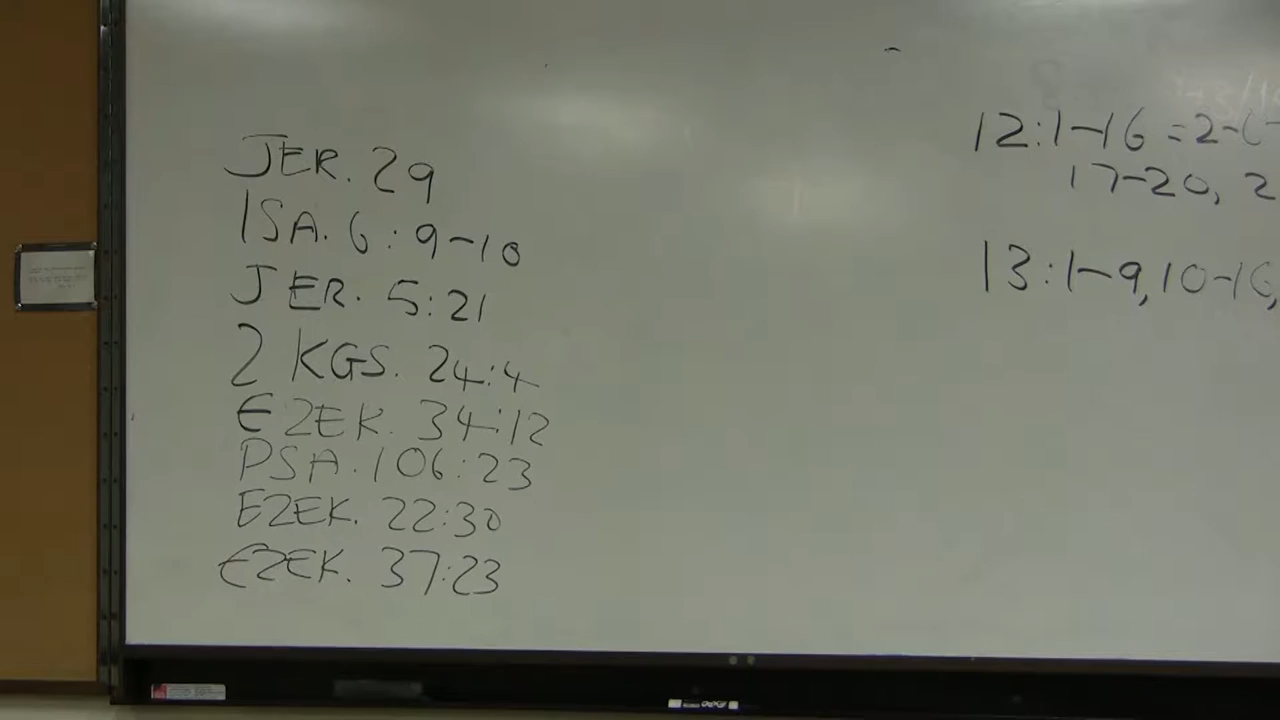 JER. 29
ISA. 6:9-10
JER. 5:21
2 KGS. 24:4
EZEK. 34:12
PSA. 106:23
EZEK. 22:30
EZEK. 37:23
12:1-16 = 2-6-
17-20, 2
13:1-9, 10-16,